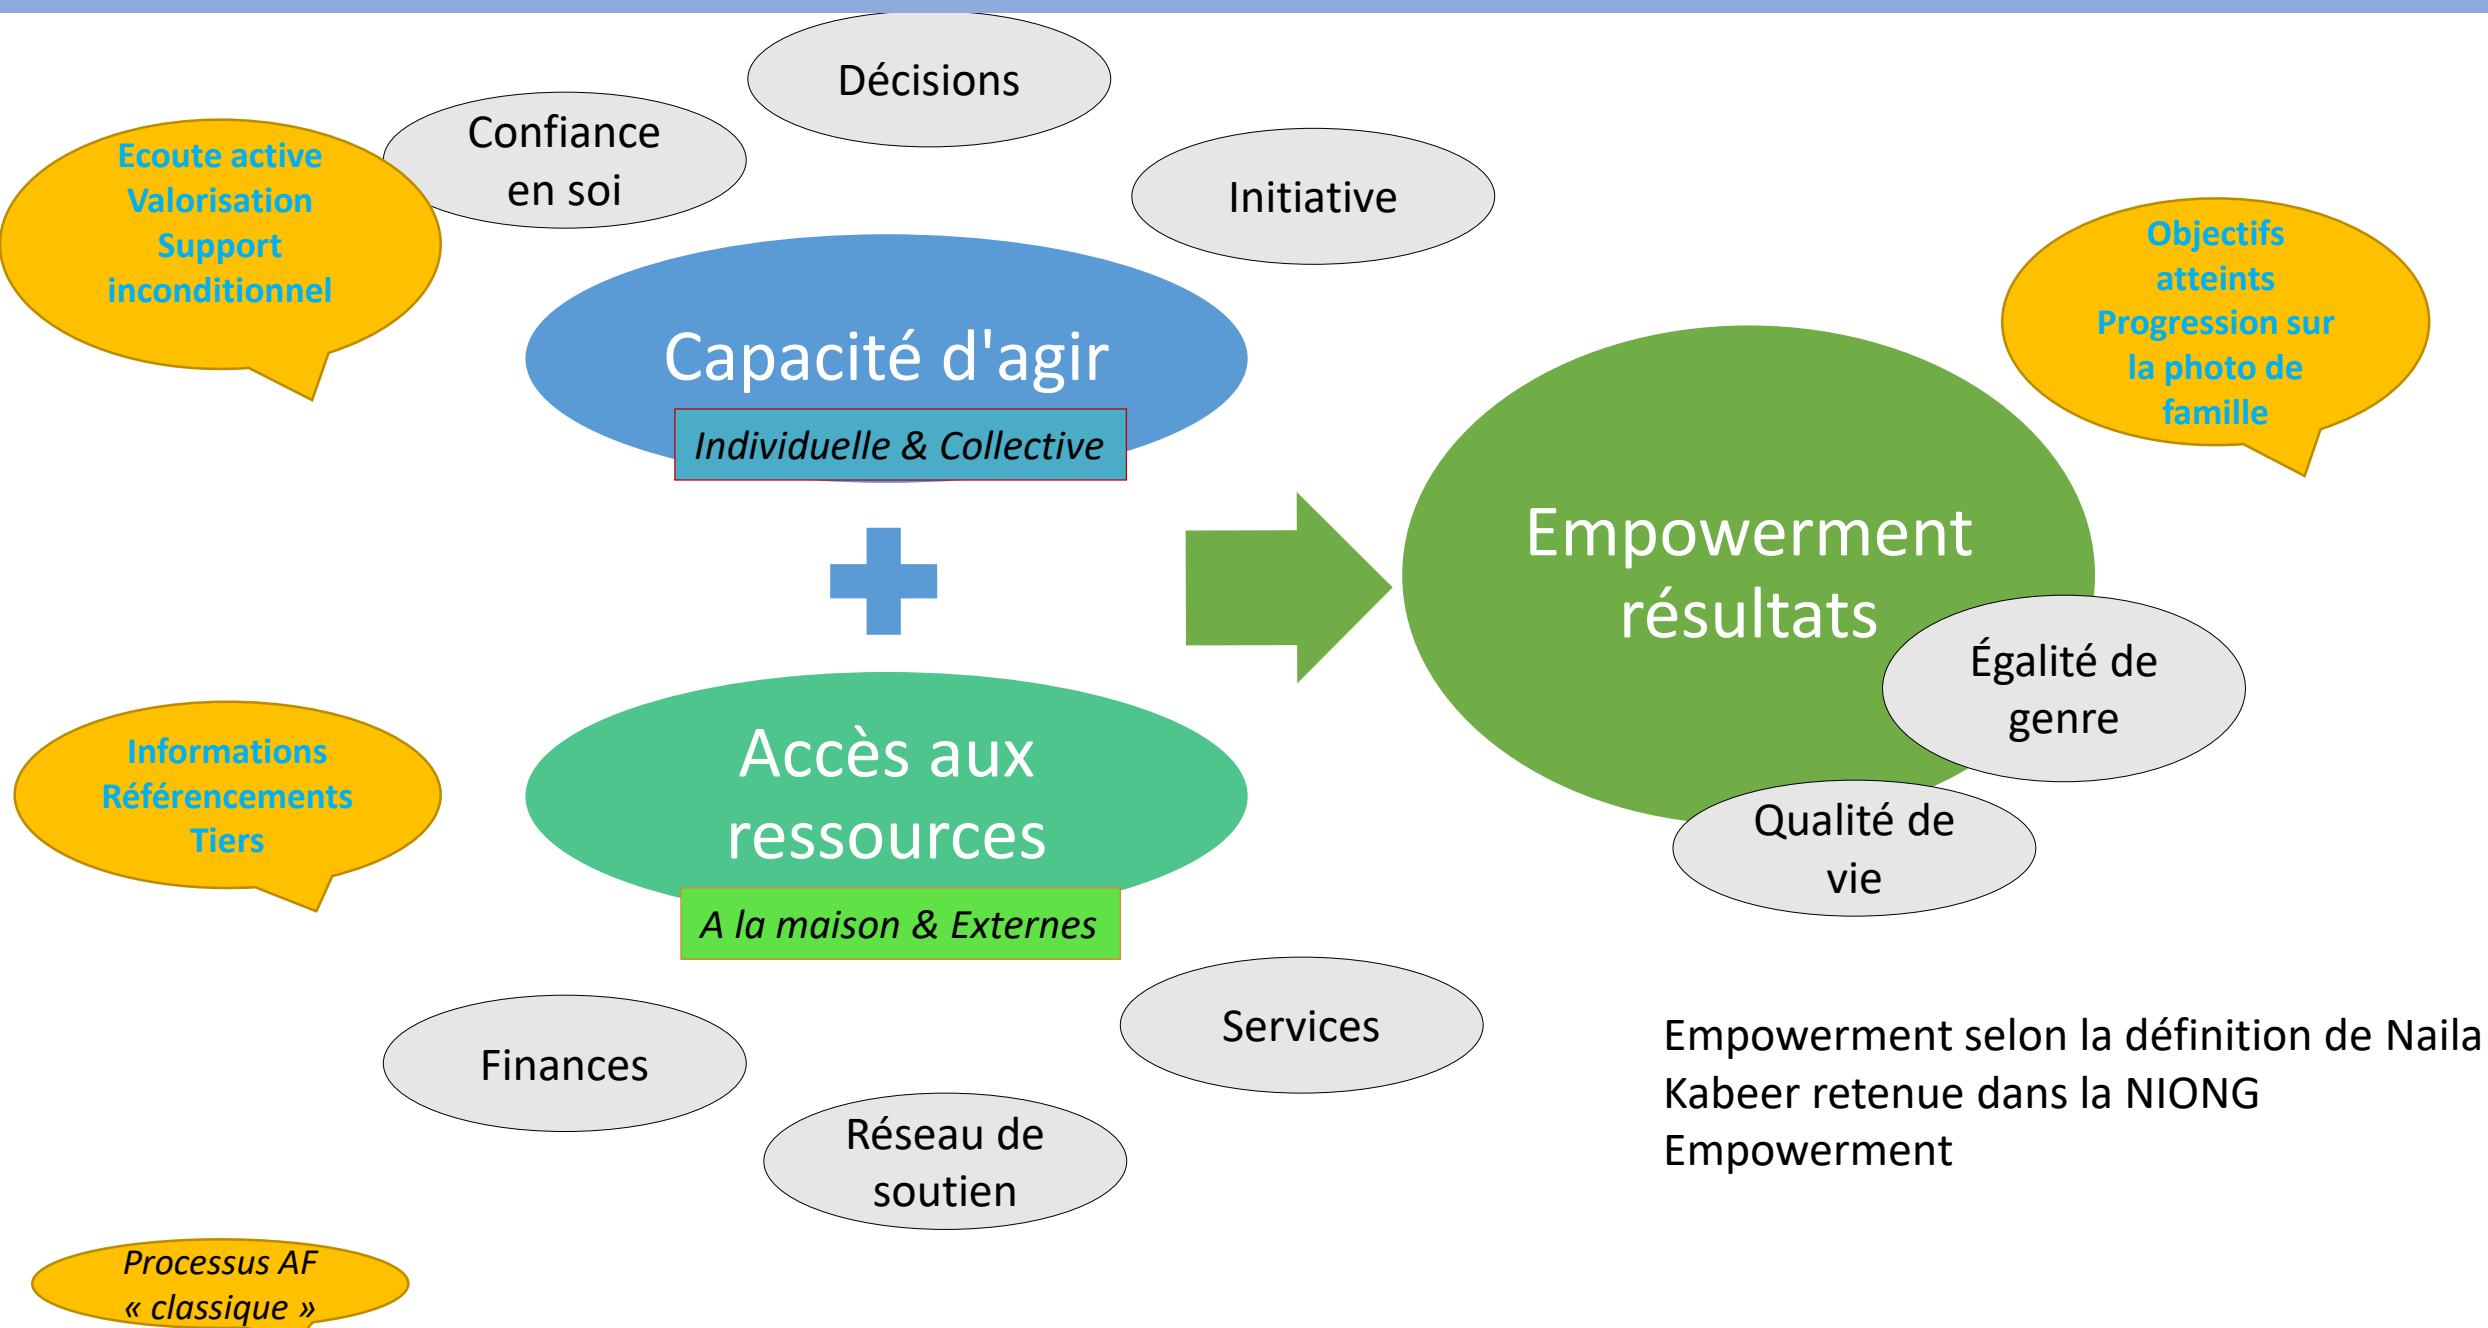 Décisions
Confiance
en soi
Initiative
Ecoute active
Valorisation
Support
inconditionnel
Objectifs
atteints
Progression sur
la photo de
famille
Capacité d'agir
Individuelle & Collective
Empowerment
résultats
Égalité de
genre
Qualité de
vie
Informations
Référencements
Tiers
Accès aux
ressources
A la maison & Externes
Services
Finances
Réseau de
soutien
Empowerment selon la définition de Naila
Kabeer retenue dans la NIONG
Empowerment
Processus AF
« classique »